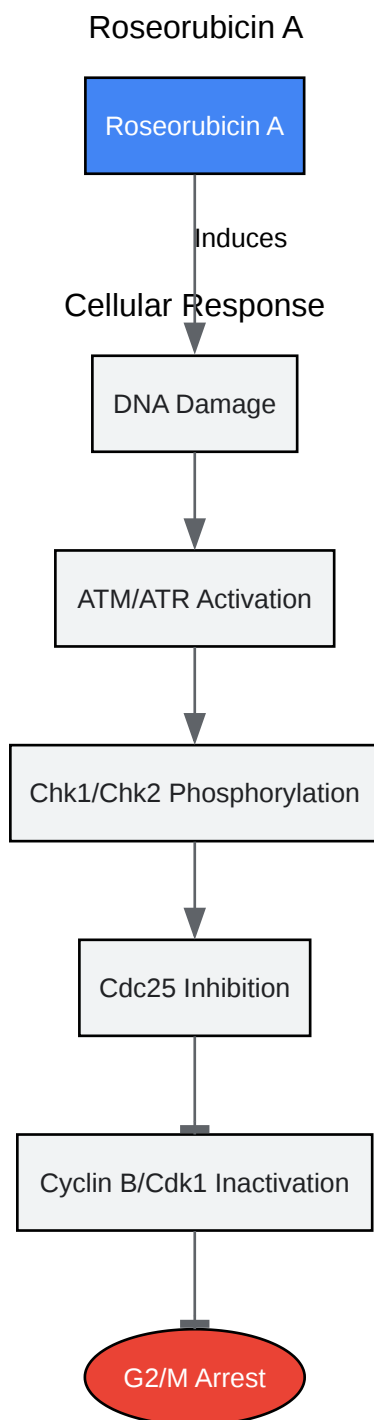 Roseorubicin A
Roseorubicin A
Induces
Cellular Response
DNA Damage
ATM/ATR Activation
Chk1/Chk2 Phosphorylation
Cdc25 Inhibition
Cyclin B/Cdk1 Inactivation
G2/M Arrest